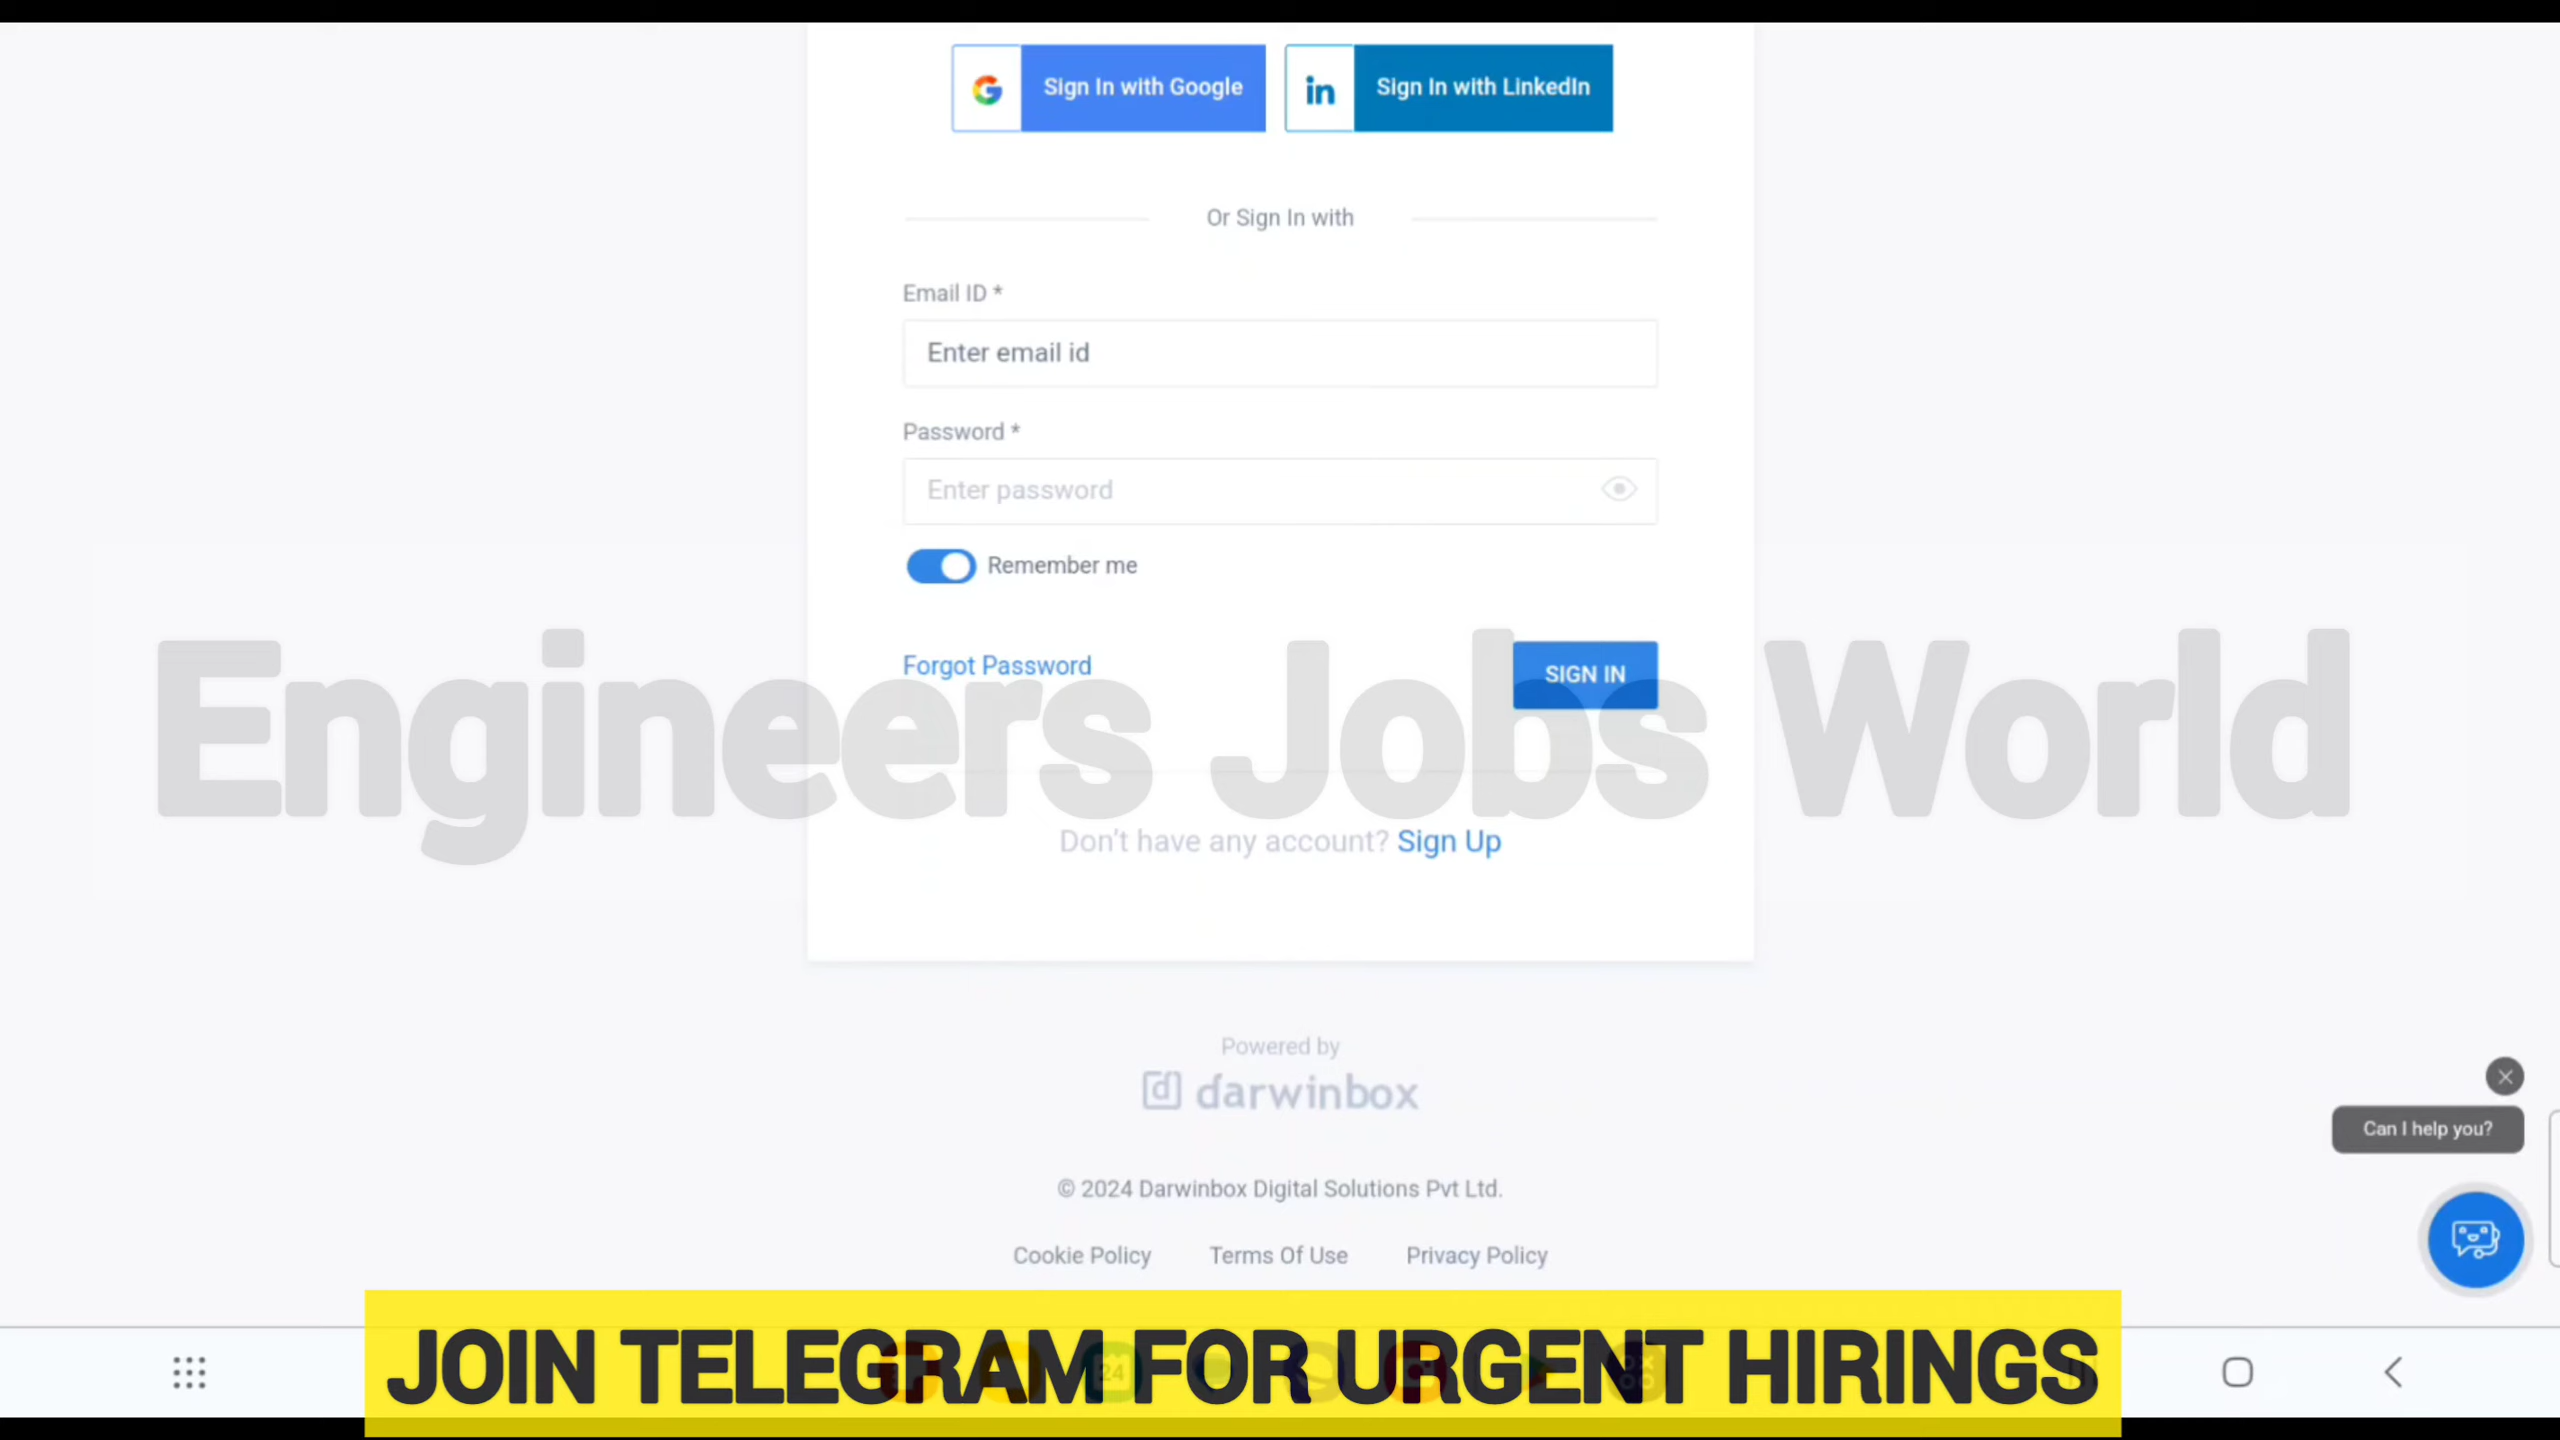 Sign In with Google
Sign In with LinkedIn
Or Sign In with
Email ID *
Enter email id
Password *
Enter password
Remember me
Forgot Password
SIGN IN
Engineers Jobs World
Don't have any account? Sign Up
Powered by
darwinbox
© 2024 Darwinbox Digital Solutions Pvt Ltd.
Can I help you?
Cookie Policy Terms Of Use Privacy Policy
JOIN TELEGRAM FOR URGENT HIRINGS
24